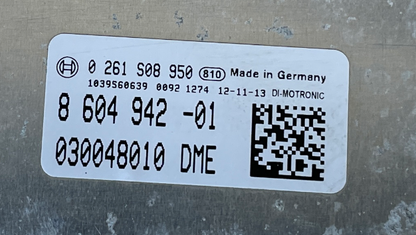 0 261 S08 950 810 Made in Germany
1039S60639 0092 1274 12-11-13 DI-MOTRONIC
8 604 942 -01
030048010 DME